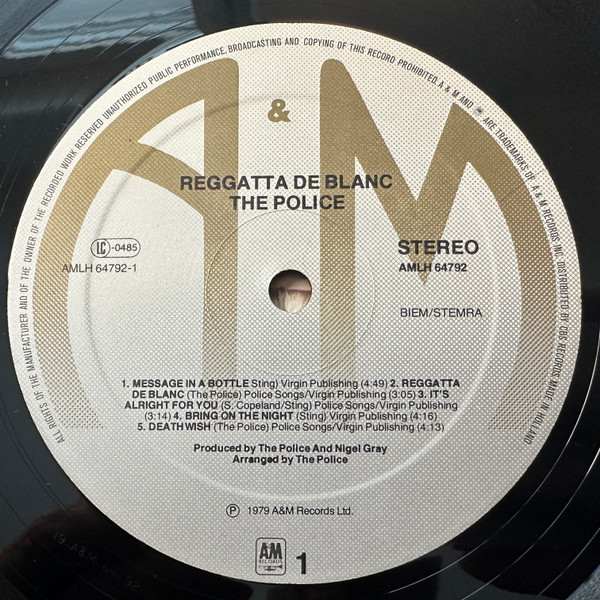 ALL RIGHTS OF THE MANUFACTURER AND OF THE OWNER OF THE RECORDED WORK RESERVED UNAUTHORIZED PUBLIC PERFORMANCE, BROADCASTING AND COPYING OF THIS RECORD PROHIBITED. A & M AND ARE TRADEMARKS OF A & M RECORDS INC. DISTRIBUTED BY CBS RECORDS MADE IN HOLLAND
A & M
REGGATTA DE BLANC
THE POLICE
LC -0485
AMLH 64792-1
STEREO
AMLH 64792
BIEM/STEMRA
1. MESSAGE IN A BOTTLE Sting) Virgin Publishing (4:49) 2. REGGATTA
DE BLANC (The Police) Police Songs/Virgin Publishing (3:05) 3. IT'S
ALRIGHT FOR YOU (S. Copeland/Sting) Police Songs/Virgin Publishing
(3:14) 4. BRING ON THE NIGHT (Sting) Virgin Publishing (4:16)
5. DEATHWISH (The Police) Police Songs/Virgin Publishing (4:13)
Produced by The Police And Nigel Gray
Arranged by The Police
℗ 1979 A&M Records Ltd.
A&M
RECORDS
1